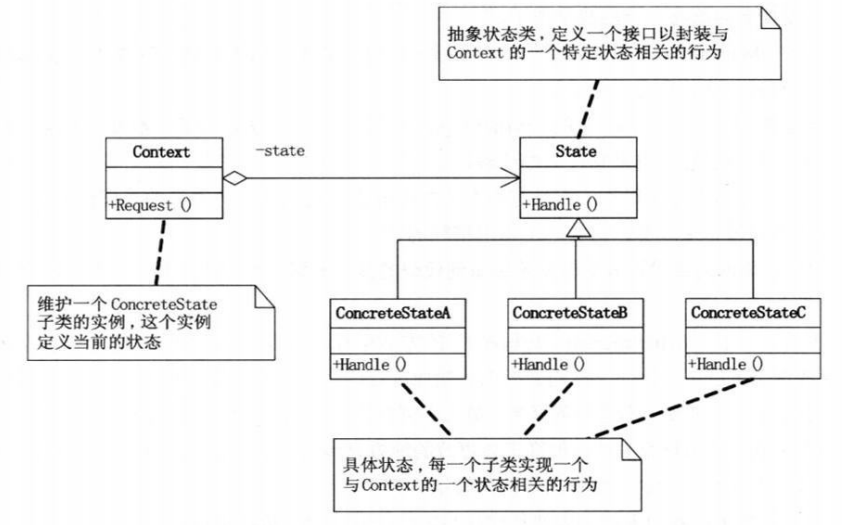 抽象状态类，定义一个接口以封装与
Context 的一个特定状态相关的行为
Context
-state
State
+Request ()
+Handle ()
维护一个 ConcreteState
子类的实例，这个实例
定义当前的状态
ConcreteStateA
ConcreteStateB
ConcreteStateC
+Handle ()
+Handle ()
+Handle ()
具体状态，每一个子类实现一个
与Context的一个状态相关的行为